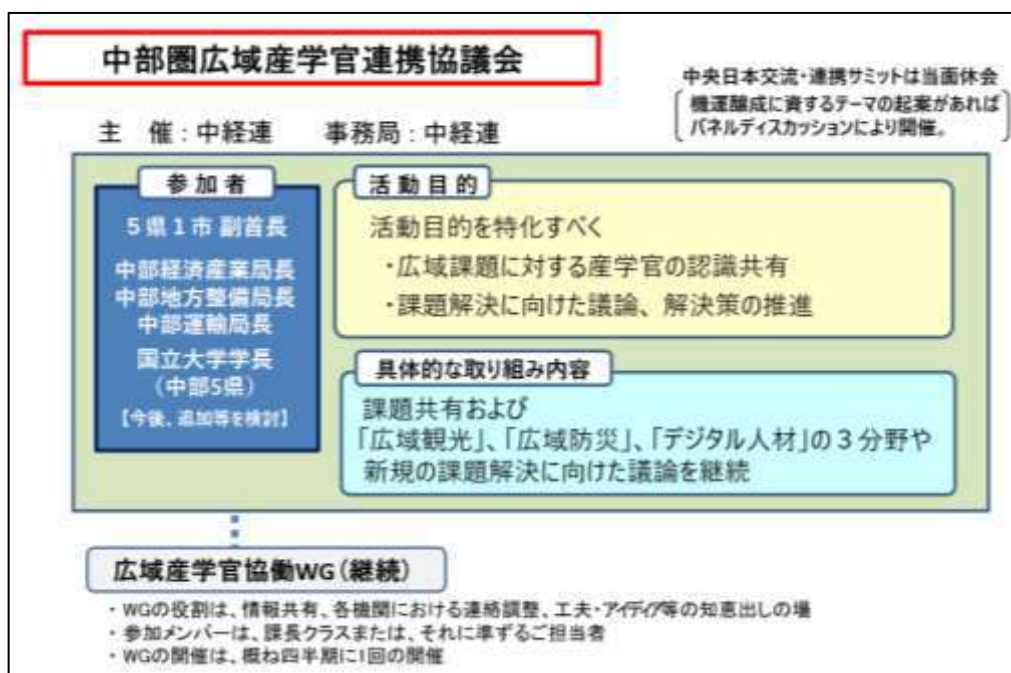 中部圏広域産学官連携協議会
中央日本交流・連携サミットは当面休会
機運醸成に資するテーマの起案があれば
パネルディスカッションにより開催。
主 催：中経連 事務局：中経連
参加者
5県1市 副首長
中部経済産業局長
中部地方整備局長
中部運輸局長
国立大学学長
（中部5県）
【今後、追加等を検討】
活動目的
活動目的を特化すべく
・広域課題に対する産学官の認識共有
・課題解決に向けた議論、解決策の推進
具体的な取り組み内容
課題共有および
「広域観光」、「広域防災」、「デジタル人材」の3分野や
新規の課題解決に向けた議論を継続
広域産学官協働WG（継続）
・WGの役割は、情報共有、各機関における連絡調整、工夫・アイディア等の知恵出しの場
・参加メンバーは、課長クラスまたは、それに準ずるご担当者
・WGの開催は、概ね四半期に1回の開催